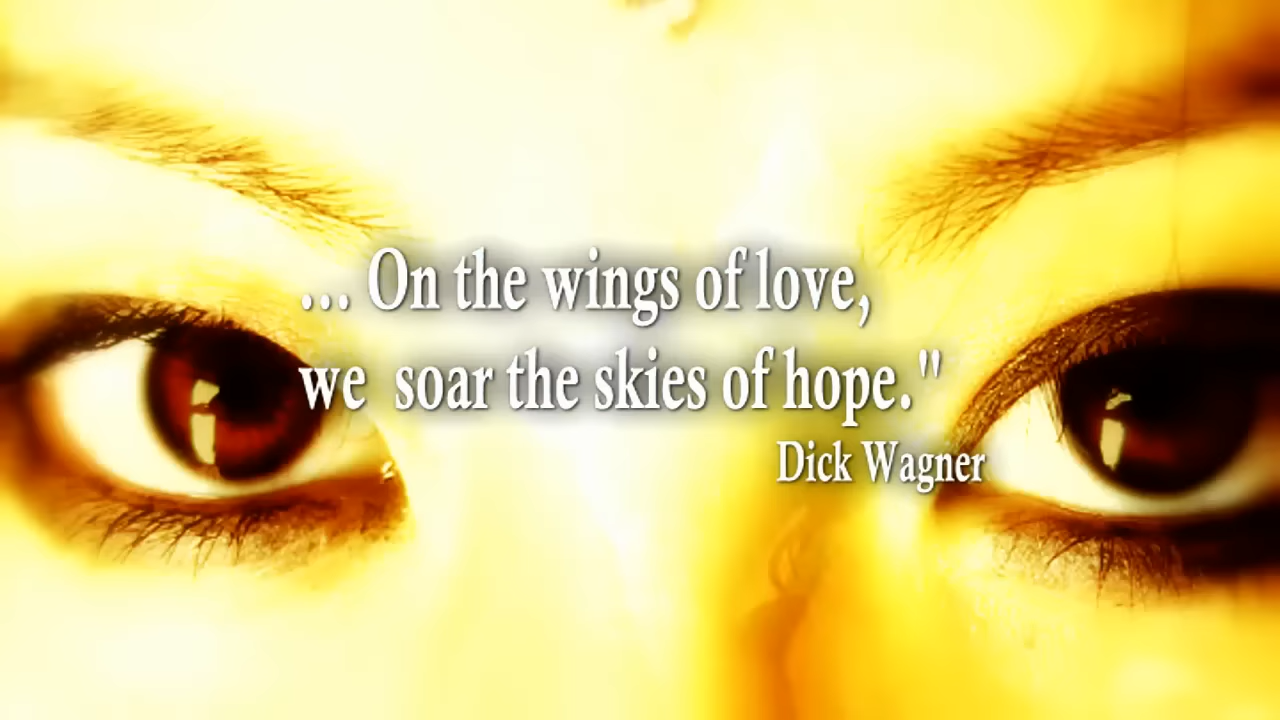 ... On the wings of love,
we  soar the skies of hope."
Dick Wagner